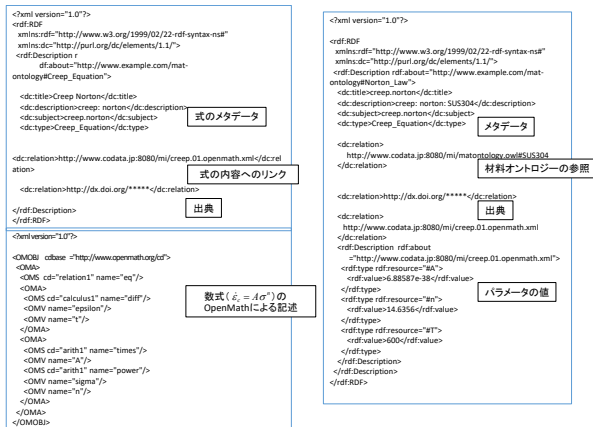 <?xml version="1.0"?>
<rdf:RDF
xmlns:rdf="http://www.w3.org/1999/02/22-rdf-syntax-ns#"
xmlns:dc="http://purl.org/dc/elements/1.1/">
<rdf:Description r
df:about="http://www.example.com/mat-
ontology#Creep_Equation">
<dc:title>Creep Norton</dc:title>
<dc:description>creep: norton</dc:description>
<dc:subject>creep.norton</dc:subject>
<dc:type>Creep_Equation</dc:type>
式のメタデータ
<dc:relation>http://www.codata.jp:8080/mi/creep.01.openmath.xml</dc:rel
ation>
式の内容へのリンク
<dc:relation>http://dx.doi.org/*****</dc:relation>
出典
</rdf:Description>
</rdf:RDF>
<?xml version="1.0"?>
<OMOBJ cdbase ="http://www.openmath.org/cd">
<OMA>
<OMS cd="relation1" name="eq"/>
<OMA>
<OMS cd="calculus1" name="diff"/>
<OMV name="epsilon"/>
<OMV name="t"/>
</OMA>
<OMA>
<OMS cd="arith1" name="times"/>
<OMV name="A"/>
<OMS cd="arith1" name="power"/>
<OMV name="sigma"/>
<OMV name="n"/>
</OMA>
</OMA>
</OMOBJ>
数式(ε̇c = Aσⁿ)の
OpenMathによる記述
<?xml version="1.0"?>
<rdf:RDF
xmlns:rdf="http://www.w3.org/1999/02/22-rdf-syntax-ns#"
xmlns:dc="http://purl.org/dc/elements/1.1/">
<rdf:Description rdf:about="http://www.example.com/mat-
ontology#Norton_Law">
<dc:title>creep.norton</dc:title>
<dc:description>creep: norton: SUS304</dc:description>
<dc:subject>creep.norton</dc:subject>
<dc:type>Creep_Equation</dc:type>
メタデータ
<dc:relation>
http://www.codata.jp:8080/mi/matontology.owl#SUS304
</dc:relation>
材料オントロジーの参照
<dc:relation>http://dx.doi.org/*****</dc:relation>
出典
<dc:relation>
http://www.codata.jp:8080/mi/creep.01.openmath.xml
</dc:relation>
<rdf:Description rdf:about
="http://www.codata.jp:8080/mi/creep.01.openmath.xml">
<rdf:type rdf:resource="#A">
<rdf:value>6.88587e-38</rdf:value>
</rdf:type>
<rdf:type rdf:resource="#n">
<rdf:value>14.6356</rdf:value>
</rdf:type>
<rdf:type rdf:resource="#T">
<rdf:value>600</rdf:value>
</rdf:type>
</rdf:Description>
</rdf:Description>
</rdf:RDF>
パラメータの値